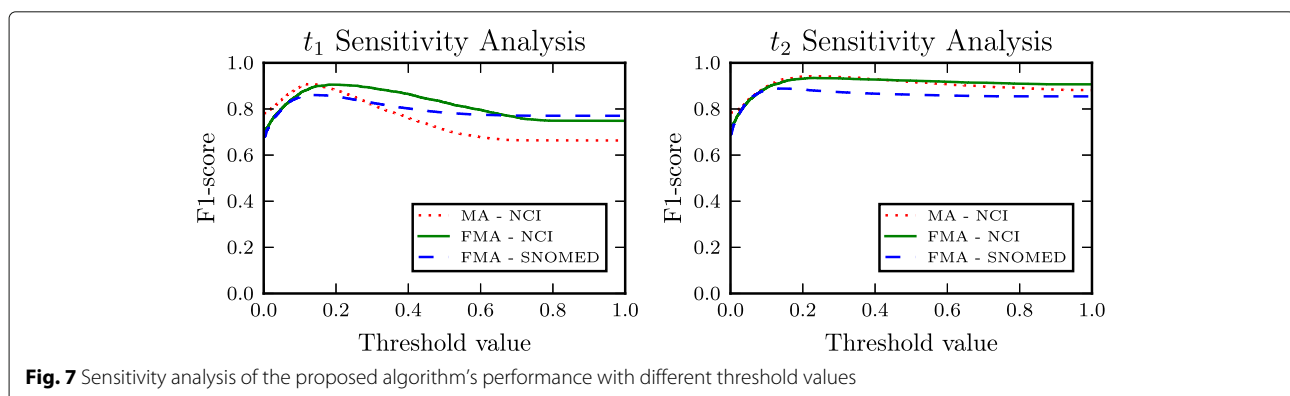 t₁ Sensitivity Analysis
1.0
0.8
0.6
0.4
0.2
0.0
F1-score
MA - NCI
FMA - NCI
FMA - SNOMED
0.0 0.2 0.4 0.6 0.8 1.0
Threshold value
t₂ Sensitivity Analysis
1.0
0.8
0.6
0.4
0.2
0.0
F1-score
MA - NCI
FMA - NCI
FMA - SNOMED
0.0 0.2 0.4 0.6 0.8 1.0
Threshold value
Fig. 7 Sensitivity analysis of the proposed algorithm's performance with different threshold values